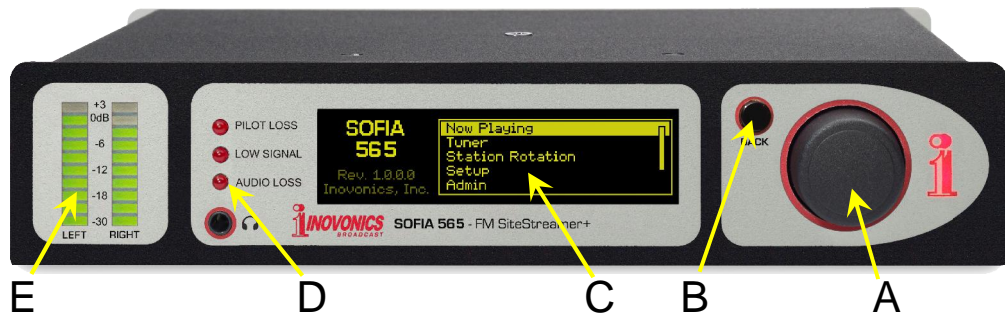 +3
0dB
-6
-12
-18
-30
LEFT RIGHT
PILOT LOSS
LOW SIGNAL
AUDIO LOSS
SOFIA
565
Rev. 1.0.0.0
Inovonics, Inc.
Now Playing
Tuner
Station Rotation
Setup
Admin
INOVONICS
BROADCAST
SOFIA 565 - FM SiteStreamer+
BACK
i
E D C B A